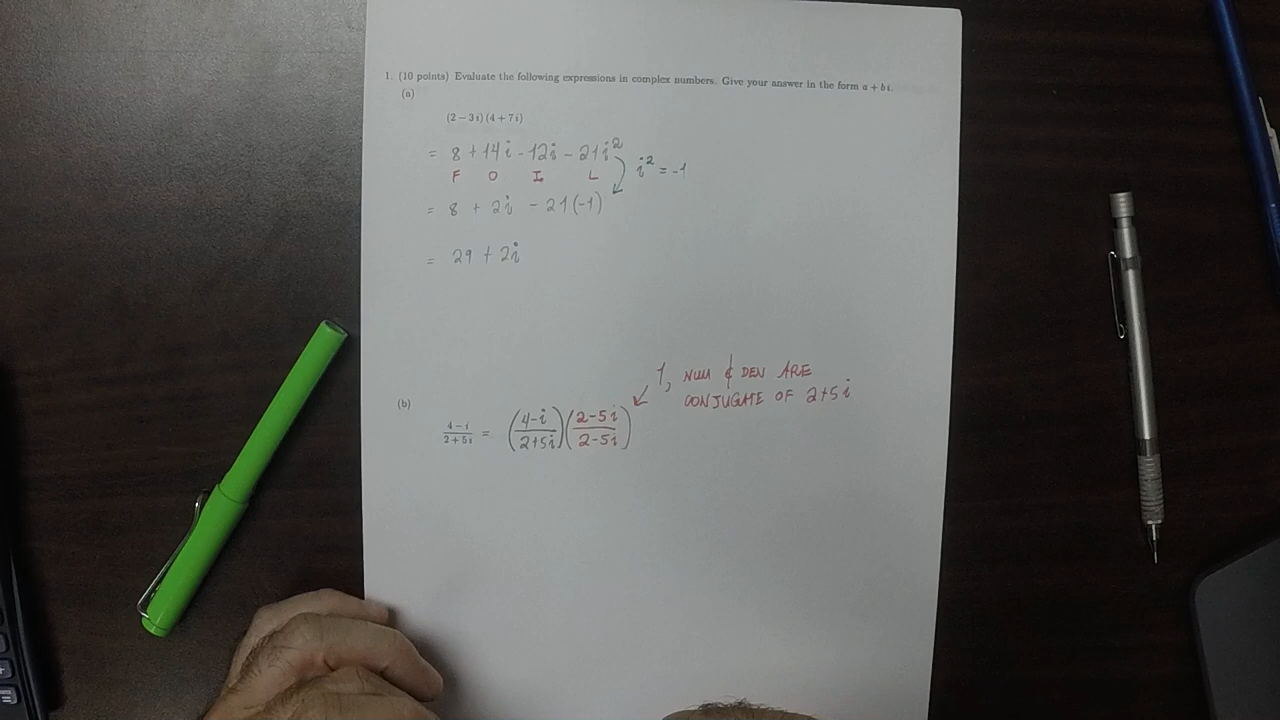 1. (10 points) Evaluate the following expressions in complex numbers. Give your answer in the form a + bi.
(a)
(2 − 3i)(4 + 7i)
= 8 + 14i - 12i - 21i²
F O I L
i² = -1
= 8 + 2i - 21(-1)
= 29 + 2i
1, NUM & DEN ARE
CONJUGATE OF 2+5i
(b)
4−i/2+5i = (4-i/2+5i)(2-5i/2-5i)